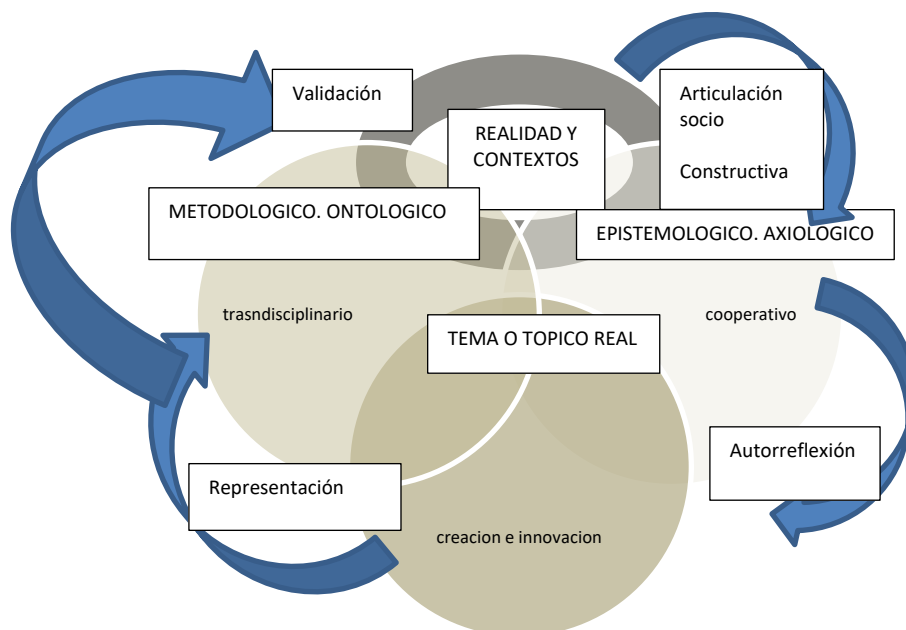 Validación
Articulación
socio
Constructiva
REALIDAD Y
CONTEXTOS
METODOLOGICO. ONTOLOGICO
EPISTEMOLOGICO. AXIOLOGICO
trasndisciplinario
cooperativo
TEMA O TOPICO REAL
Autorreflexión
Representación
creacion e innovacion